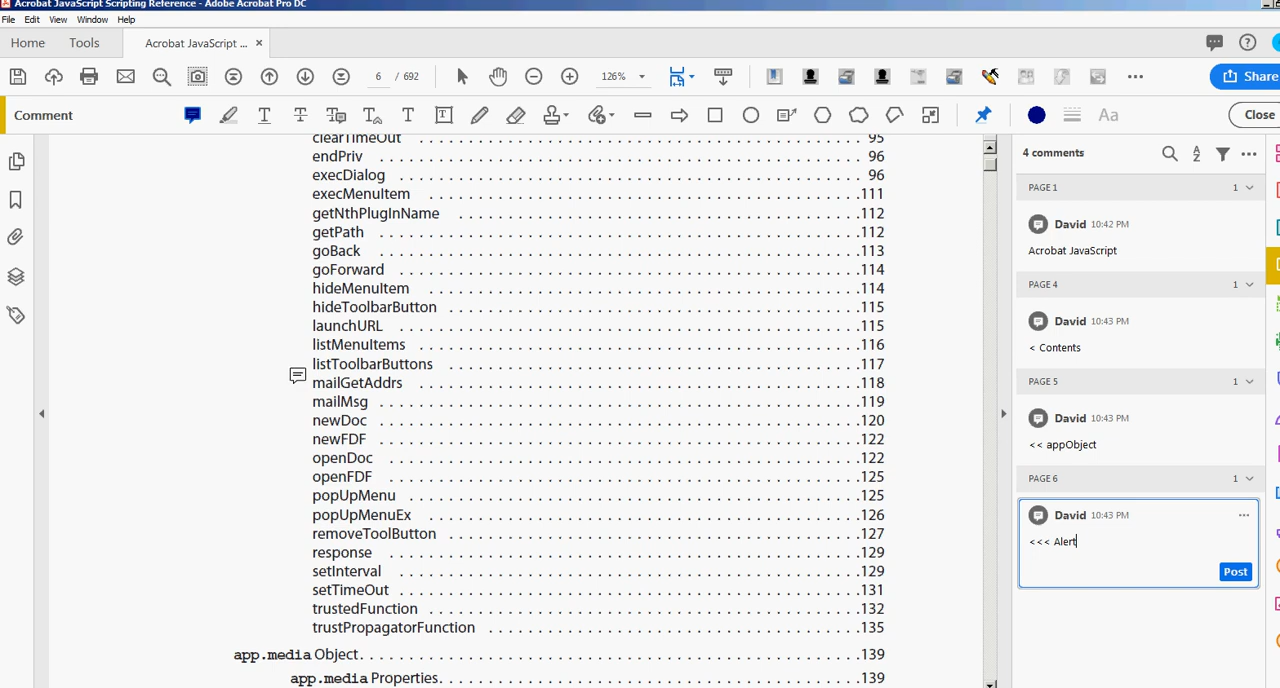 Acrobat JavaScript Scripting Reference - Adobe Acrobat Pro DC
File Edit View Window Help
Home Tools Acrobat JavaScript ... ×
6 / 692 126% Share
Comment Aa Close
clearTimeOut . . . . . . . . . . . . . . . . . . . . . . . . . . . . . . . . 95
endPriv . . . . . . . . . . . . . . . . . . . . . . . . . . . . . . . . 96
execDialog . . . . . . . . . . . . . . . . . . . . . . . . . . . . . . . . 96
execMenuItem . . . . . . . . . . . . . . . . . . . . . . . . . . . . . . . .111
getNthPlugInName . . . . . . . . . . . . . . . . . . . . . . . . . . . . . . . .112
getPath . . . . . . . . . . . . . . . . . . . . . . . . . . . . . . . .112
goBack . . . . . . . . . . . . . . . . . . . . . . . . . . . . . . . .113
goForward . . . . . . . . . . . . . . . . . . . . . . . . . . . . . . . .114
hideMenuItem . . . . . . . . . . . . . . . . . . . . . . . . . . . . . . . .114
hideToolbarButton . . . . . . . . . . . . . . . . . . . . . . . . . . . . . . . .115
launchURL . . . . . . . . . . . . . . . . . . . . . . . . . . . . . . . .115
listMenuItems . . . . . . . . . . . . . . . . . . . . . . . . . . . . . . . .116
listToolbarButtons . . . . . . . . . . . . . . . . . . . . . . . . . . . . . . . .117
mailGetAddrs . . . . . . . . . . . . . . . . . . . . . . . . . . . . . . . .118
mailMsg . . . . . . . . . . . . . . . . . . . . . . . . . . . . . . . .119
newDoc . . . . . . . . . . . . . . . . . . . . . . . . . . . . . . . .120
newFDF . . . . . . . . . . . . . . . . . . . . . . . . . . . . . . . .122
openDoc . . . . . . . . . . . . . . . . . . . . . . . . . . . . . . . .122
openFDF . . . . . . . . . . . . . . . . . . . . . . . . . . . . . . . .125
popUpMenu . . . . . . . . . . . . . . . . . . . . . . . . . . . . . . . .125
popUpMenuEx . . . . . . . . . . . . . . . . . . . . . . . . . . . . . . . .126
removeToolButton . . . . . . . . . . . . . . . . . . . . . . . . . . . . . . . .127
response . . . . . . . . . . . . . . . . . . . . . . . . . . . . . . . .129
setInterval . . . . . . . . . . . . . . . . . . . . . . . . . . . . . . . .129
setTimeOut . . . . . . . . . . . . . . . . . . . . . . . . . . . . . . . .131
trustedFunction . . . . . . . . . . . . . . . . . . . . . . . . . . . . . . . .132
trustPropagatorFunction . . . . . . . . . . . . . . . . . . . . . . . . . . . . . . . .135
app.media Object. . . . . . . . . . . . . . . . . . . . . . . . . . . . . . . . .139
app.media Properties. . . . . . . . . . . . . . . . . . . . . . . . . . . . . . . . .139
4 comments
PAGE 1 1
David 10:42 PM
Acrobat JavaScript
PAGE 4 1
David 10:43 PM
< Contents
PAGE 5 1
David 10:43 PM
<< appObject
PAGE 6 1
David 10:43 PM
<<< Alert
Post